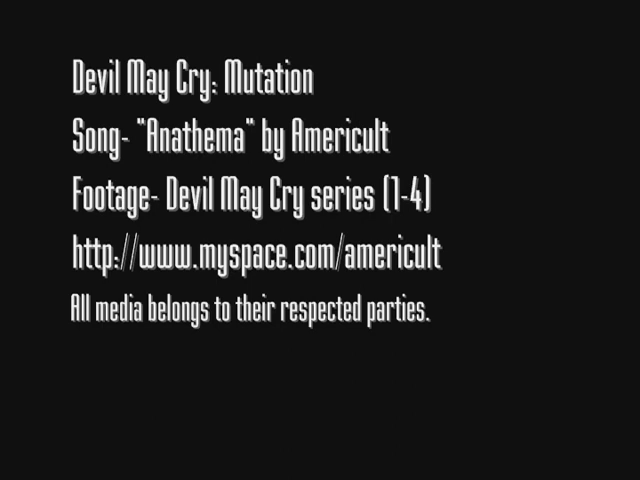 Devil May Cry: Mutation
Song- "Anathema" by Americult
Footage- Devil May Cry series (1-4)
http://www.myspace.com/americult
All media belongs to their respected parties.